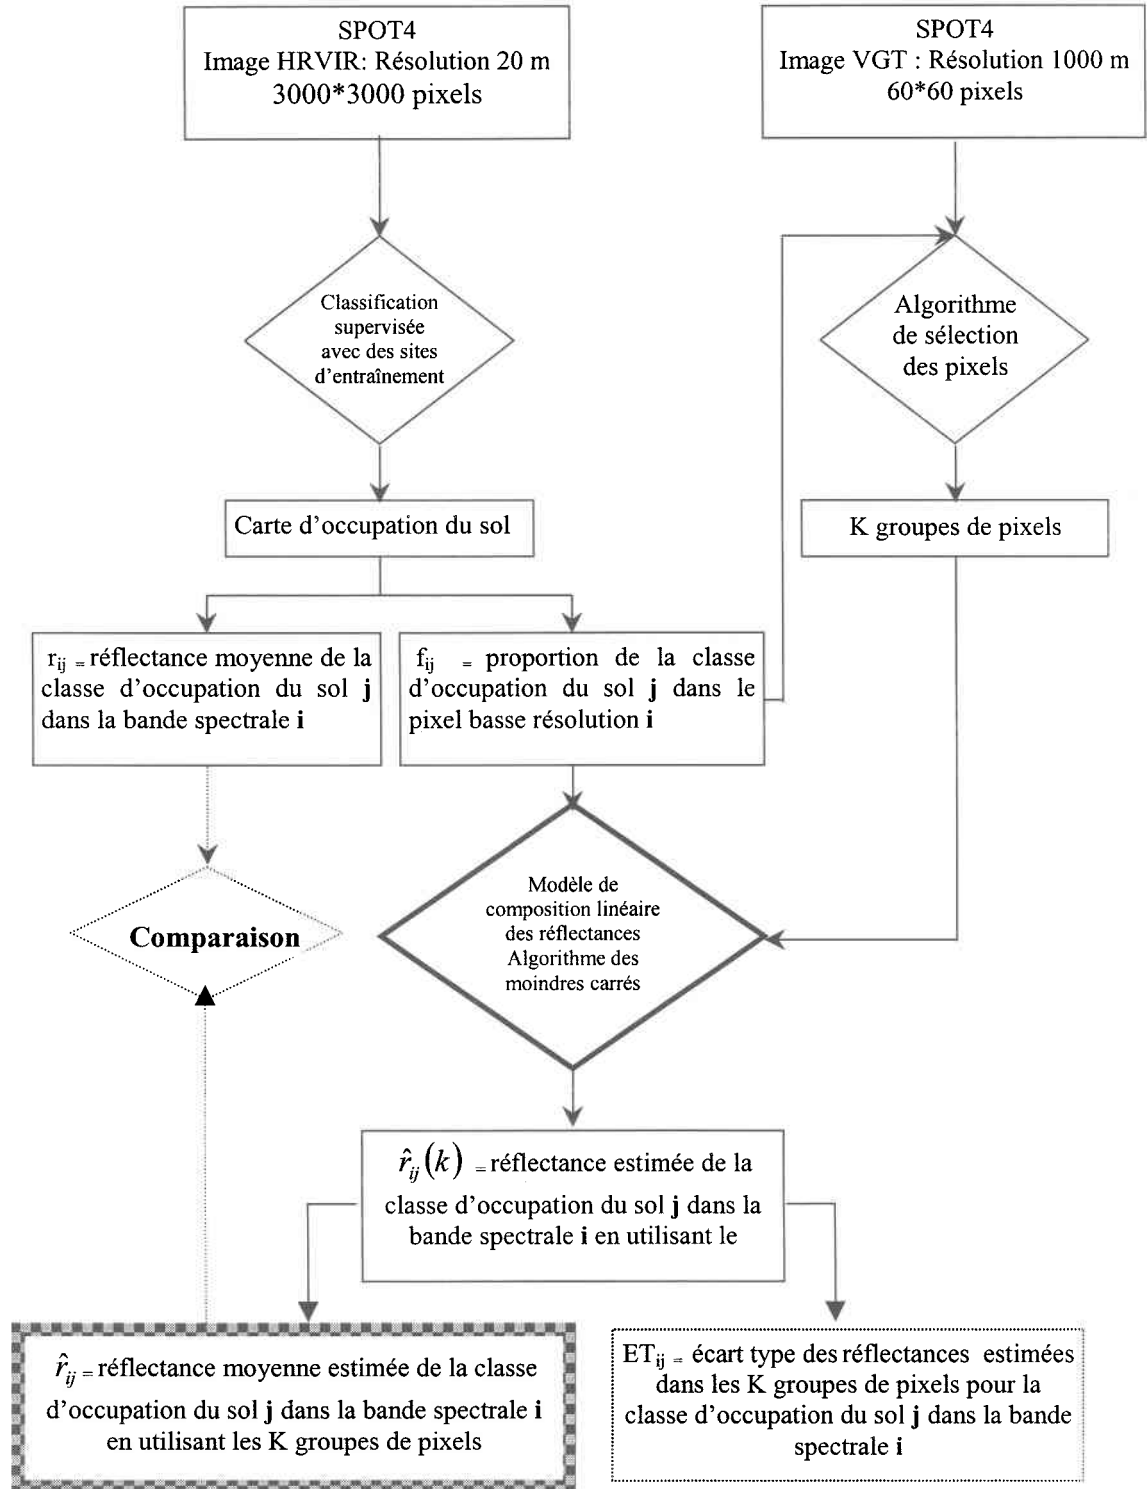 SPOT4
Image HRVIR: Résolution 20 m
3000*3000 pixels
SPOT4
Image VGT : Résolution 1000 m
60*60 pixels
Classification
supervisée
avec des sites
d'entraînement
Algorithme
de sélection
des pixels
Carte d'occupation du sol
K groupes de pixels
r_ij = réflectance moyenne de la
classe d'occupation du sol j
dans la bande spectrale i
f_ij = proportion de la classe
d'occupation du sol j dans le
pixel basse résolution i
Comparaison
Modèle de
composition linéaire
des réflectances
Algorithme des
moindres carrés
r̂_ij(k) = réflectance estimée de la
classe d'occupation du sol j dans la
bande spectrale i en utilisant le
r̂_ij = réflectance moyenne estimée de la classe
d'occupation du sol j dans la bande spectrale i
en utilisant les K groupes de pixels
ET_ij = écart type des réflectances estimées
dans les K groupes de pixels pour la
classe d'occupation du sol j dans la bande
spectrale i